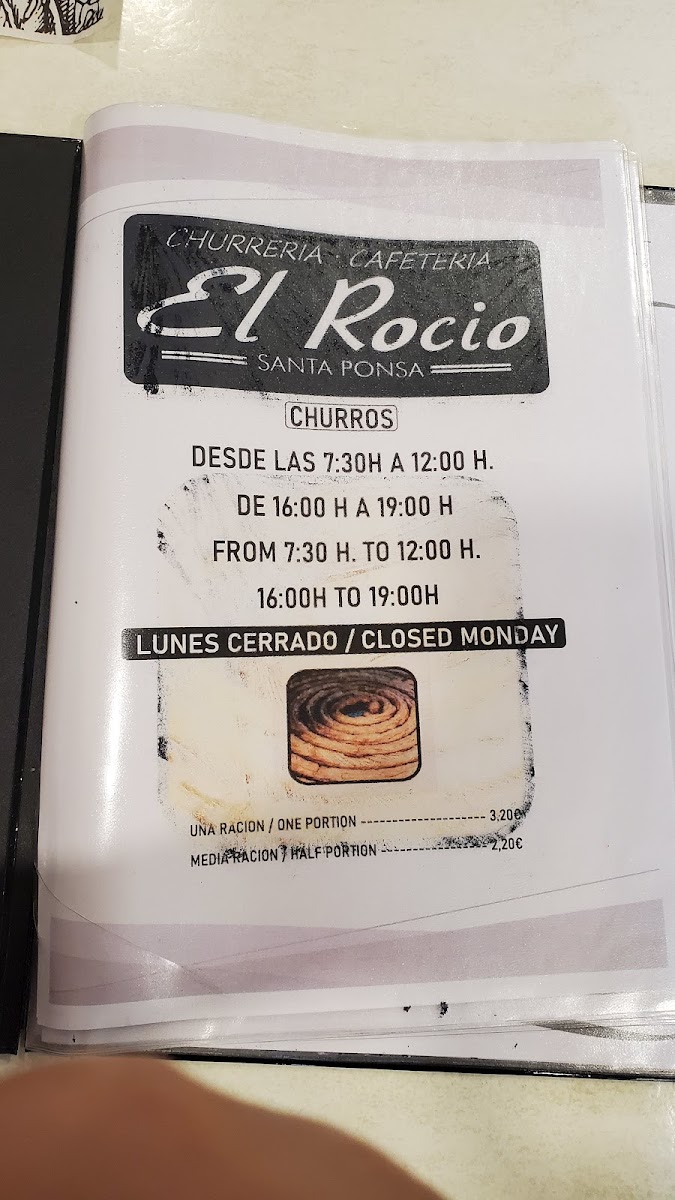 CHURRERIA · CAFETERIA
El Rocio
SANTA PONSA
CHURROS
DESDE LAS 7:30H A 12:00 H.
DE 16:00 H A 19:00 H
FROM 7:30 H. TO 12:00 H.
16:00H TO 19:00H
LUNES CERRADO / CLOSED MONDAY
UNA RACION / ONE PORTION --------------------- 3,20€
MEDIA RACION / HALF PORTION ------------------ 2,20€